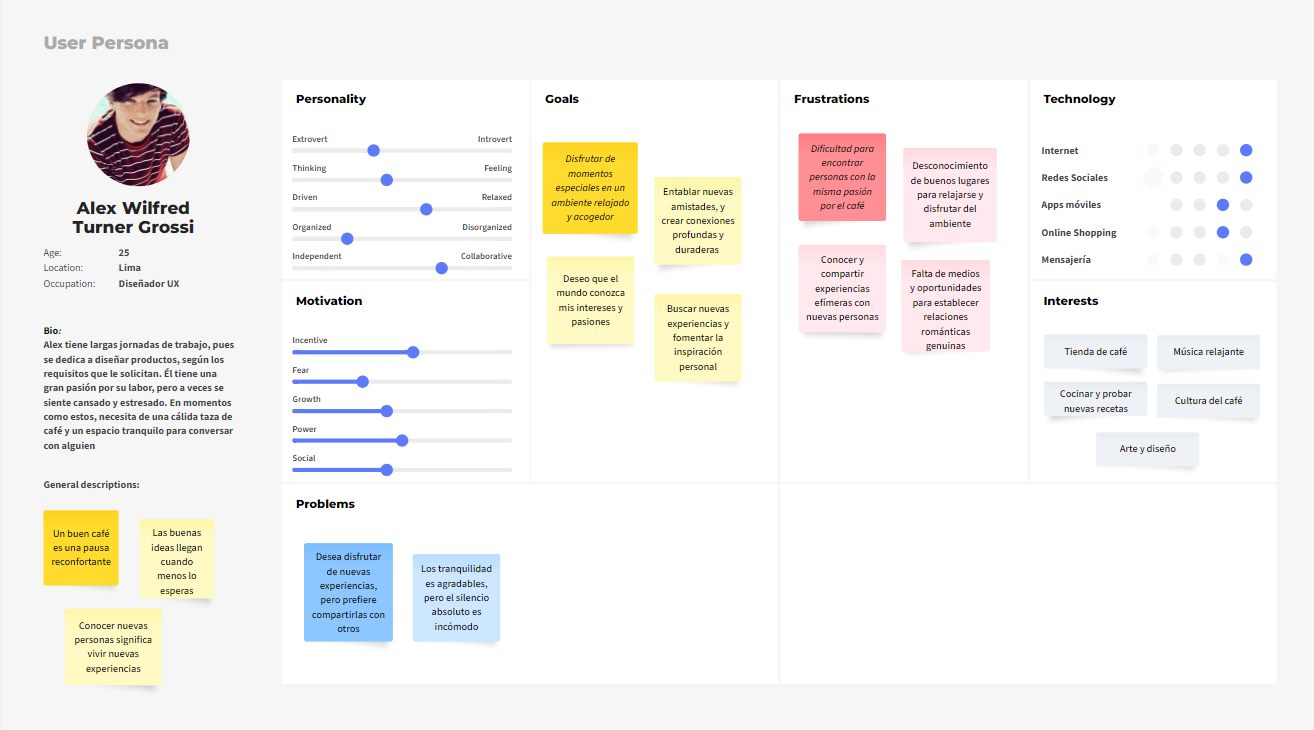 User Persona
Alex Wilfred
Turner Grossi
Age: 25
Location: Lima
Occupation: Diseñador UX
Bio:
Alex tiene largas jornadas de trabajo, pues
se dedica a diseñar productos, según los
requisitos que le solicitan. Él tiene una
gran pasión por su labor, pero a veces se
siente cansado y estresado. En momentos
como estos, necesita de una cálida taza de
café y un espacio tranquilo para conversar
con alguien
General descriptions:
Un buen café
es una pausa
reconfortante
Las buenas
ideas llegan
cuando
menos lo
esperas
Conocer nuevas
personas significa
vivir nuevas
experiencias
Personality
Extrovert Introvert
Thinking Feeling
Driven Relaxed
Organized Disorganized
Independent Collaborative
Motivation
Incentive
Fear
Growth
Power
Social
Goals
Disfrutar de
momentos
especiales en un
ambiente relajado
y acogedor
Entablar nuevas
amistades, y
crear conexiones
profundas y
duraderas
Deseo que el
mundo conozca
mis intereses y
pasiones
Buscar nuevas
experiencias y
fomentar la
inspiración
personal
Frustrations
Dificultad para
encontrar
personas con la
misma pasión
por el café
Desconocimiento
de buenos lugares
para relajarse y
disfrutar del
ambiente
Conocer y
compartir
experiencias
efímeras con
nuevas personas
Falta de medios
y oportunidades
para establecer
relaciones
románticas
genuinas
Technology
Internet
Redes Sociales
Apps móviles
Online Shopping
Mensajería
Interests
Tienda de café
Música relajante
Cocinar y probar
nuevas recetas
Cultura del café
Arte y diseño
Problems
Desea disfrutar
de nuevas
experiencias,
pero prefiere
compartirlas con
otros
Los tranquilidad
es agradables,
pero el silencio
absoluto es
incómodo